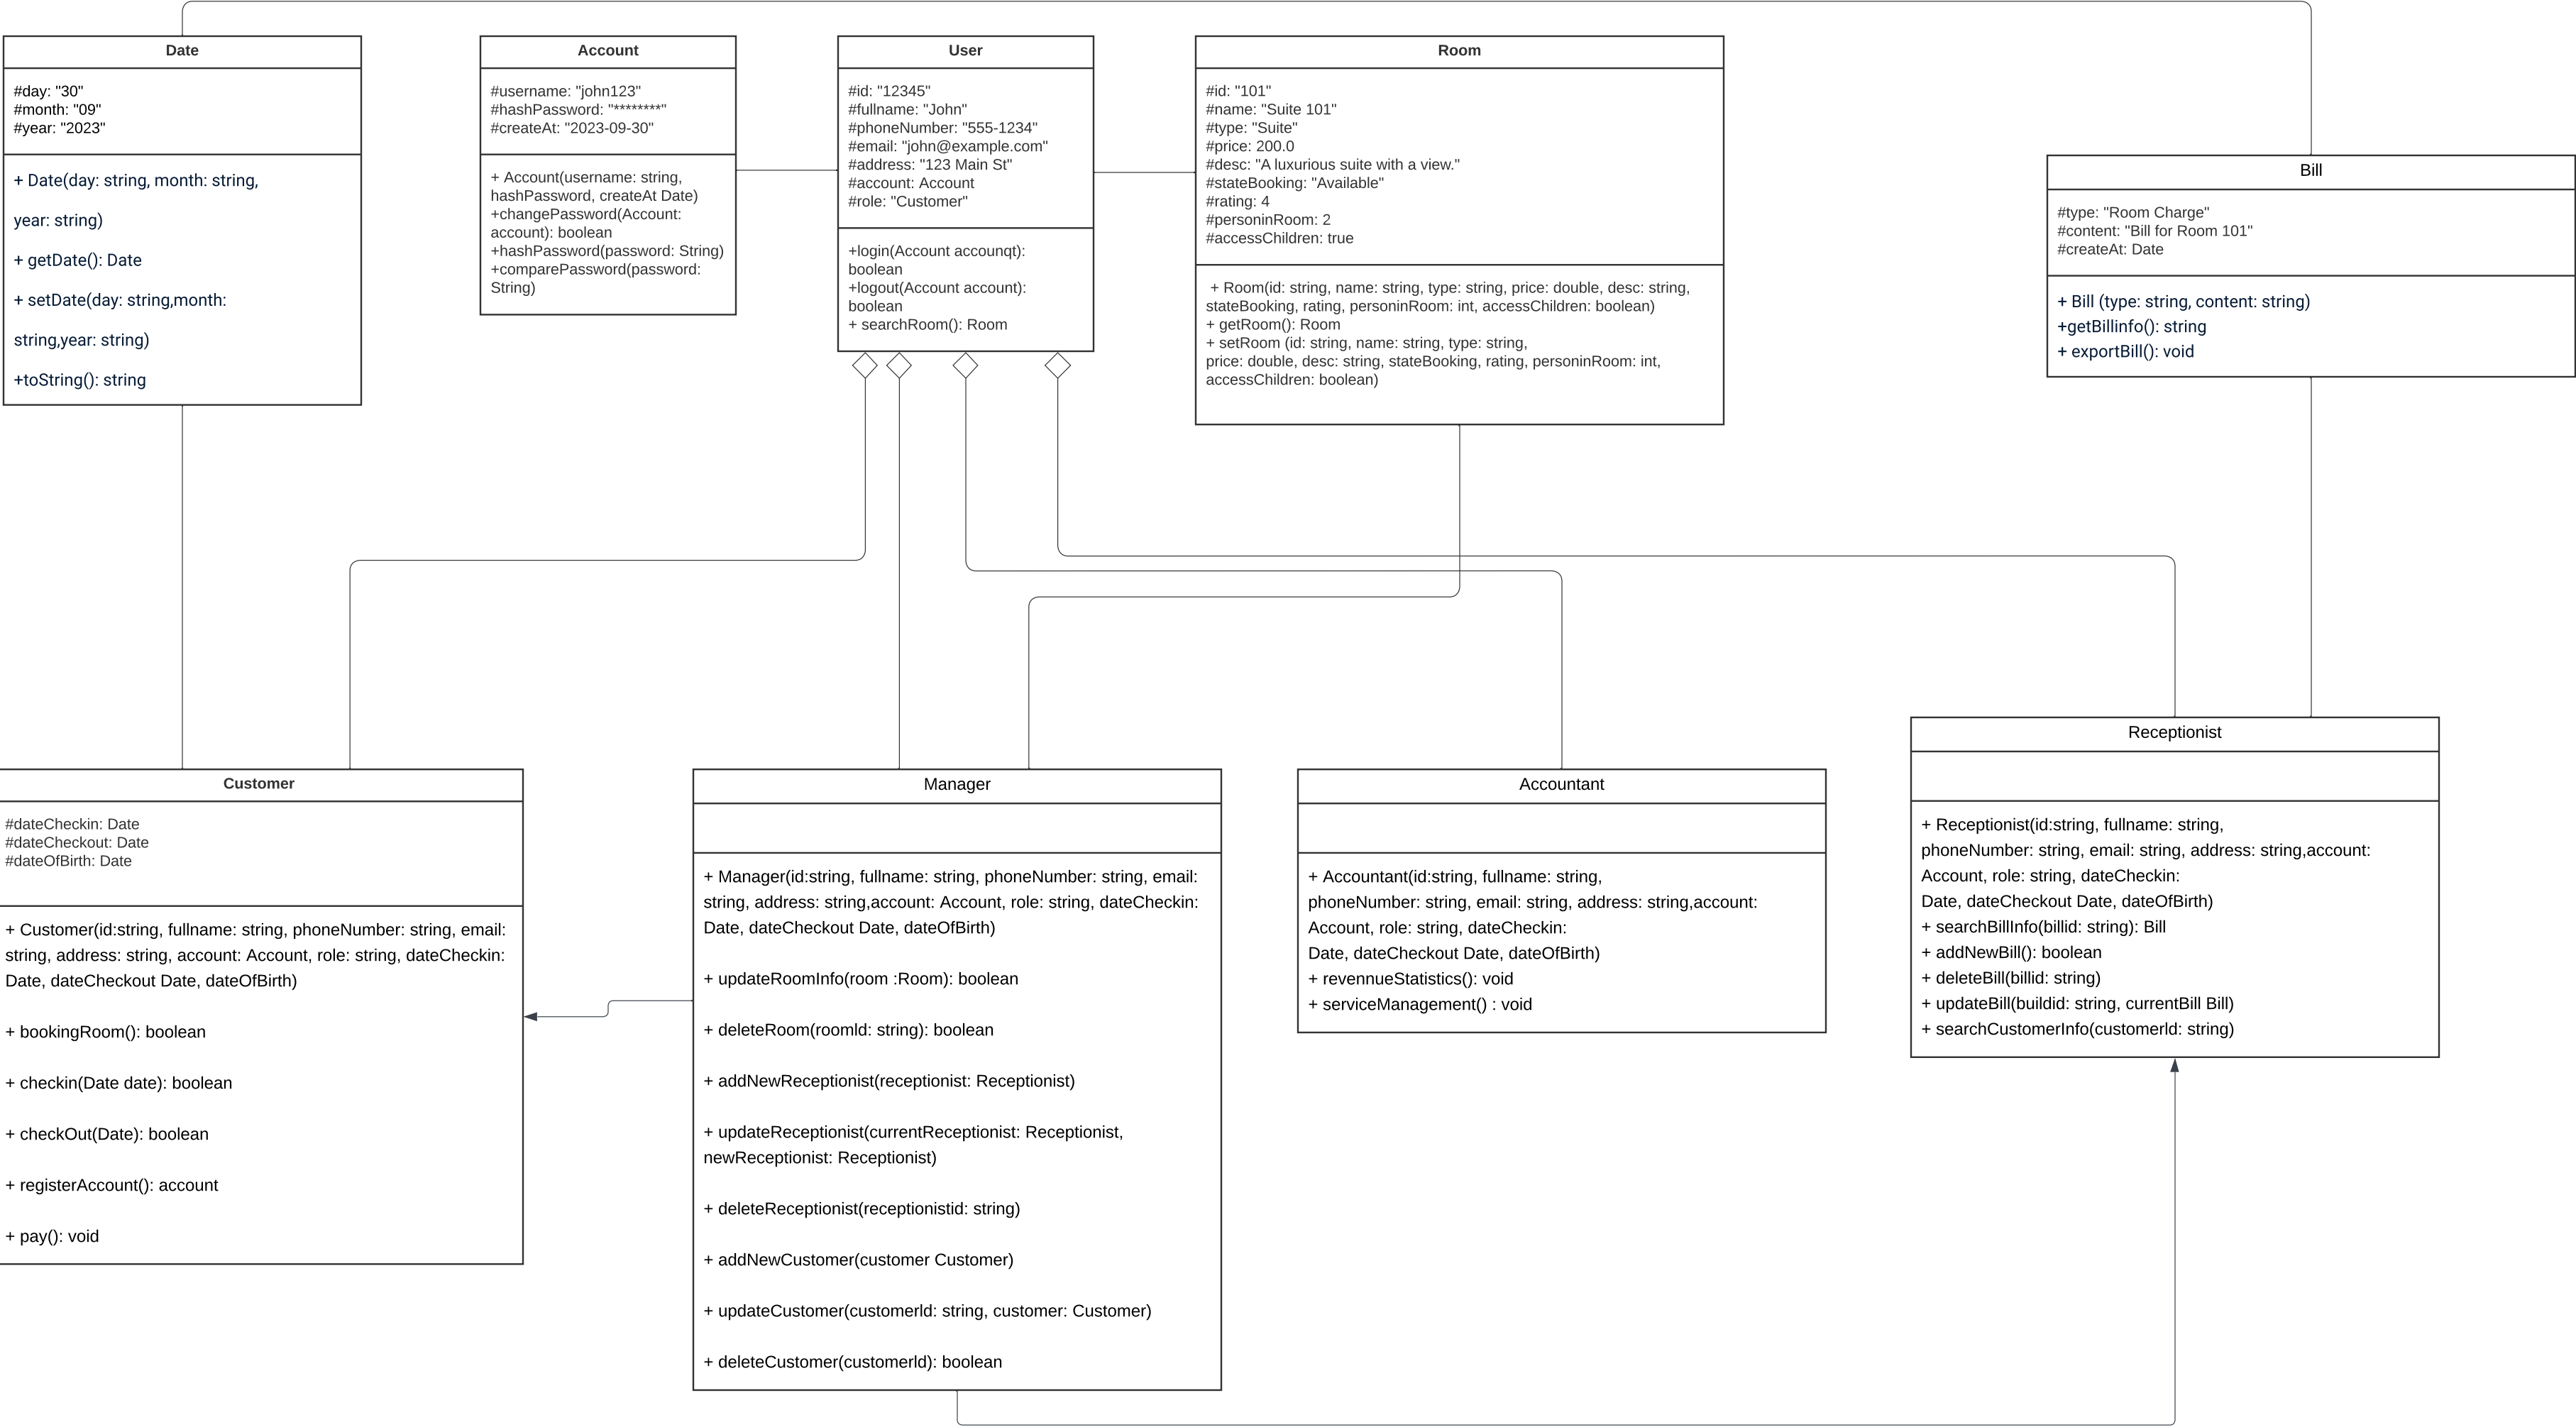 Date
#day: "30"
#month: "09"
#year: "2023"
+ Date(day: string, month: string,
year: string)
+ getDate(): Date
+ setDate(day: string,month:
string,year: string)
+toString(): string
Account
#username: "john123"
#hashPassword: "********"
#createAt: "2023-09-30"
+ Account(username: string,
hashPassword, createAt Date)
+changePassword(Account:
account): boolean
+hashPassword(password: String)
+comparePassword(password:
String)
User
#id: "12345"
#fullname: "John"
#phoneNumber: "555-1234"
#email: "john@example.com"
#address: "123 Main St"
#account: Account
#role: "Customer"
+login(Account accounqt):
boolean
+logout(Account account):
boolean
+ searchRoom(): Room
Room
#id: "101"
#name: "Suite 101"
#type: "Suite"
#price: 200.0
#desc: "A luxurious suite with a view."
#stateBooking: "Available"
#rating: 4
#personinRoom: 2
#accessChildren: true
+ Room(id: string, name: string, type: string, price: double, desc: string,
stateBooking, rating, personinRoom: int, accessChildren: boolean)
+ getRoom(): Room
+ setRoom (id: string, name: string, type: string,
price: double, desc: string, stateBooking, rating, personinRoom: int,
accessChildren: boolean)
Bill
#type: "Room Charge"
#content: "Bill for Room 101"
#createAt: Date
+ Bill (type: string, content: string)
+getBillinfo(): string
+ exportBill(): void
Customer
#dateCheckin: Date
#dateCheckout: Date
#dateOfBirth: Date
+ Customer(id:string, fullname: string, phoneNumber: string, email:
string, address: string, account: Account, role: string, dateCheckin:
Date, dateCheckout Date, dateOfBirth)
+ bookingRoom(): boolean
+ checkin(Date date): boolean
+ checkOut(Date): boolean
+ registerAccount(): account
+ pay(): void
Manager
+ Manager(id:string, fullname: string, phoneNumber: string, email:
string, address: string,account: Account, role: string, dateCheckin:
Date, dateCheckout Date, dateOfBirth)
+ updateRoomInfo(room :Room): boolean
+ deleteRoom(roomId: string): boolean
+ addNewReceptionist(receptionist: Receptionist)
+ updateReceptionist(currentReceptionist: Receptionist,
newReceptionist: Receptionist)
+ deleteReceptionist(receptionistid: string)
+ addNewCustomer(customer Customer)
+ updateCustomer(customerId: string, customer: Customer)
+ deleteCustomer(customerId): boolean
Accountant
+ Accountant(id:string, fullname: string,
phoneNumber: string, email: string, address: string,account:
Account, role: string, dateCheckin:
Date, dateCheckout Date, dateOfBirth)
+ revennueStatistics(): void
+ serviceManagement() : void
Receptionist
+ Receptionist(id:string, fullname: string,
phoneNumber: string, email: string, address: string,account:
Account, role: string, dateCheckin:
Date, dateCheckout Date, dateOfBirth)
+ searchBillInfo(billid: string): Bill
+ addNewBill(): boolean
+ deleteBill(billid: string)
+ updateBill(buildid: string, currentBill Bill)
+ searchCustomerInfo(customerId: string)